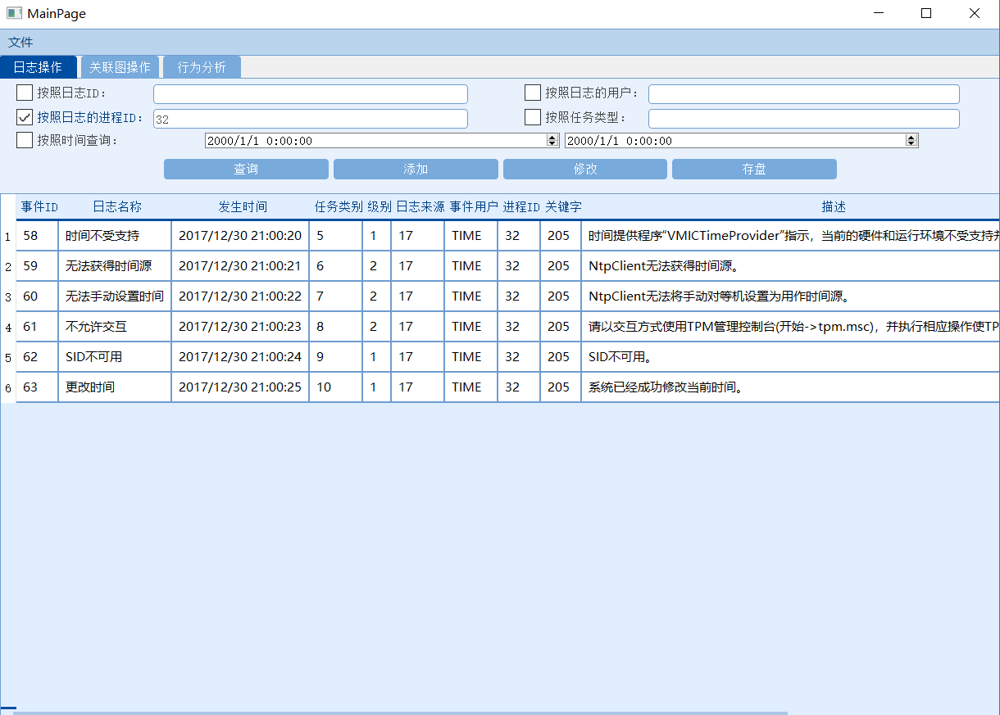 MainPage
文件
日志操作 关联图操作 行为分析
按照日志ID： 按照日志的用户：
按照日志的进程ID： 32 按照任务类型：
按照时间查询： 2000/1/1 0:00:00 2000/1/1 0:00:00
查询 添加 修改 存盘
事件ID 日志名称 发生时间 任务类别 级别 日志来源 事件用户 进程ID 关键字 描述
1 58 时间不受支持 2017/12/30 21:00:20 5 1 17 TIME 32 205 时间提供程序“VMICTimeProvider”指示，当前的硬件和运行环境不受支持并
2 59 无法获得时间源 2017/12/30 21:00:21 6 2 17 TIME 32 205 NtpClient无法获得时间源。
3 60 无法手动设置时间 2017/12/30 21:00:22 7 2 17 TIME 32 205 NtpClient无法将手动对等机设置为用作时间源。
4 61 不允许交互 2017/12/30 21:00:23 8 2 17 TIME 32 205 请以交互方式使用TPM管理控制台(开始->tpm.msc)，并执行相应操作使TP
5 62 SID不可用 2017/12/30 21:00:24 9 1 17 TIME 32 205 SID不可用。
6 63 更改时间 2017/12/30 21:00:25 10 1 17 TIME 32 205 系统已经成功修改当前时间。